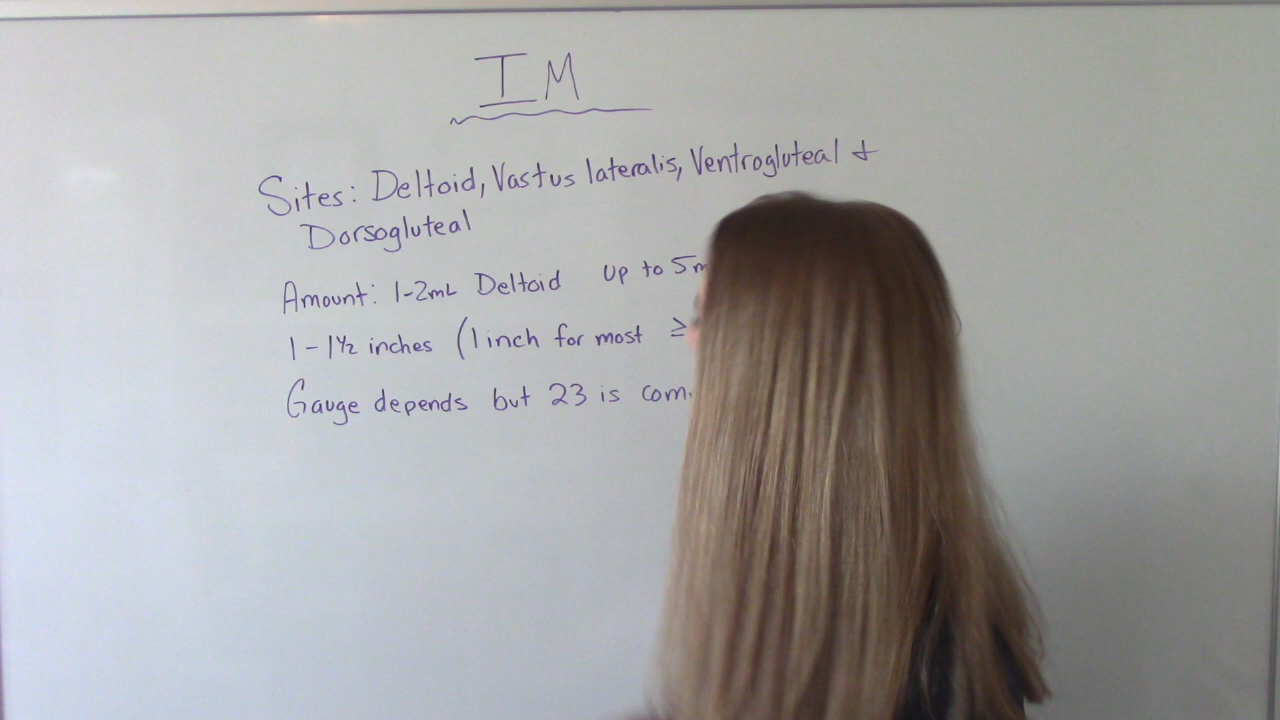 IM
Sites: Deltoid, Vastus lateralis, Ventrogluteal +
Dorsogluteal
Amount: 1-2mL Deltoid Up to 5m
1 - 1½ inches (1 inch for most ≥
Gauge depends but 23 is com